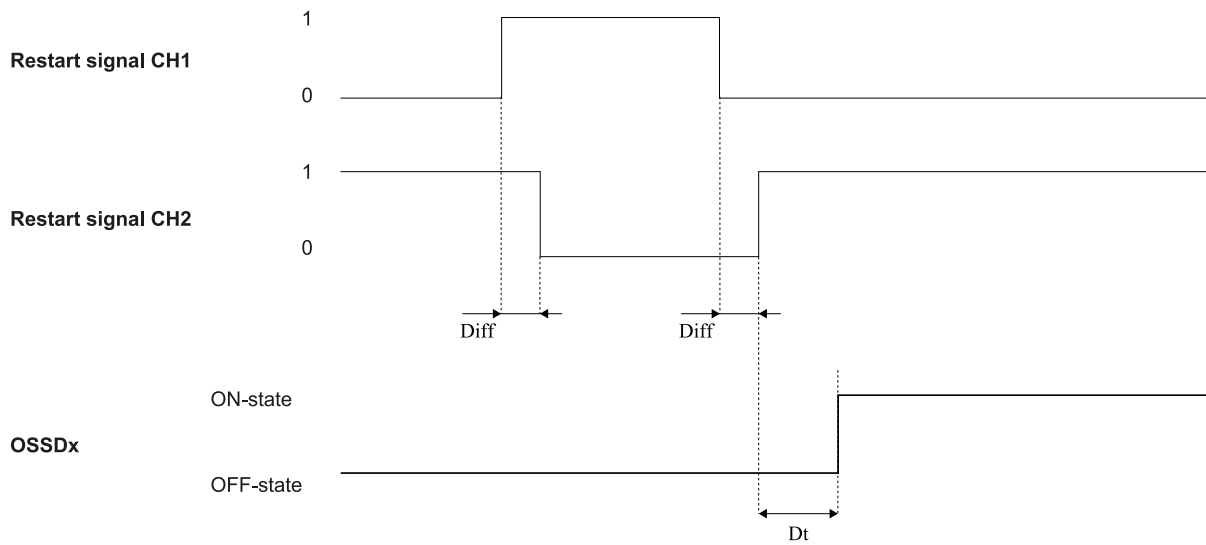 1
Restart signal CH1
0
1
Restart signal CH2
0
Diff
Diff
ON-state
OSSDx
OFF-state
Dt